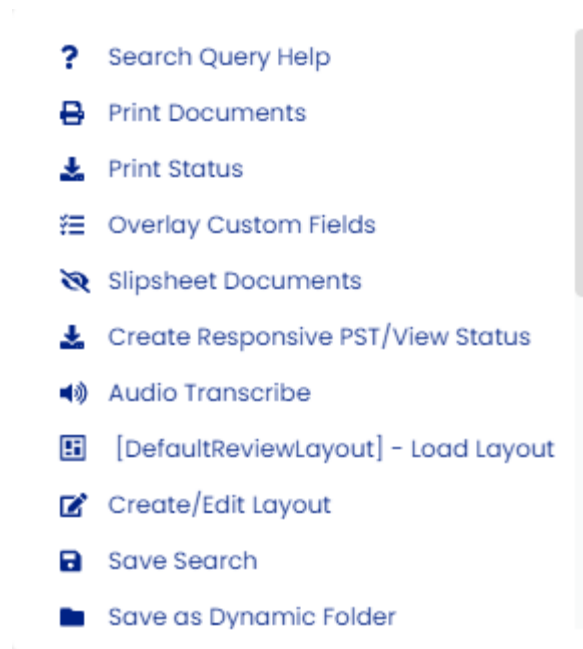 Search Query Help
Print Documents
Print Status
Overlay Custom Fields
Slipsheet Documents
Create Responsive PST/View Status
Audio Transcribe
[DefaultReviewLayout] - Load Layout
Create/Edit Layout
Save Search
Save as Dynamic Folder